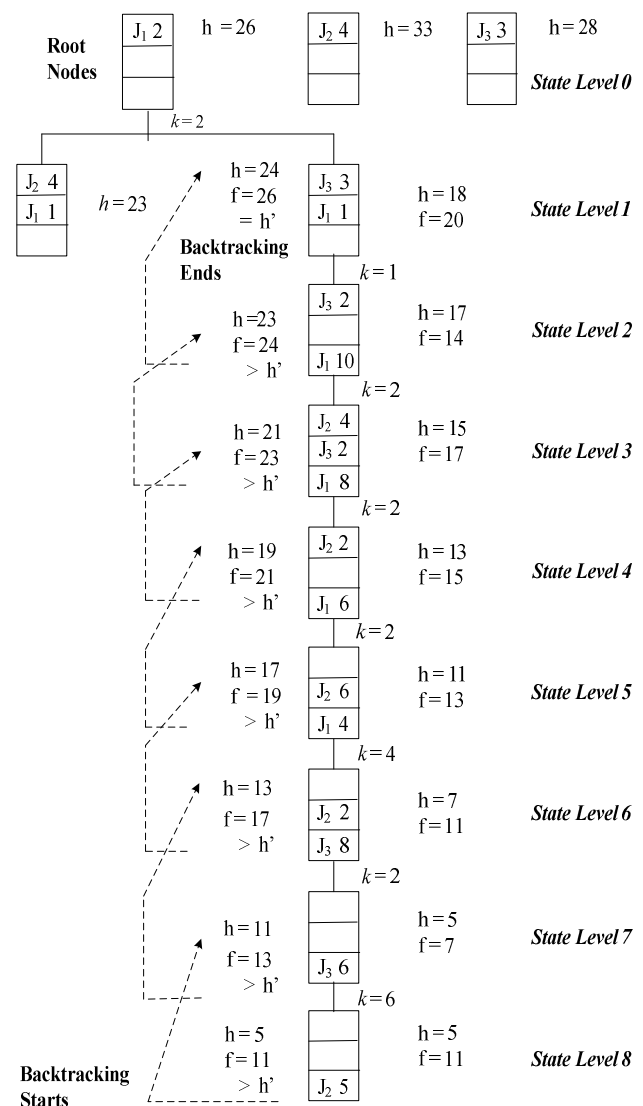 Root
Nodes
J₁ 2
h = 26
J₂ 4
h = 33
J₃ 3
h = 28
State Level 0
k = 2
J₂ 4
J₁ 1
h = 23
h = 24
f = 26
= h’
J₃ 3
J₁ 1
h = 18
f = 20
State Level 1
Backtracking
Ends
k = 1
h = 23
f = 24
> h’
J₃ 2
J₁ 10
h = 17
f = 14
State Level 2
k = 2
h = 21
f = 23
> h’
J₂ 4
J₃ 2
J₁ 8
h = 15
f = 17
State Level 3
k = 2
h = 19
f = 21
> h’
J₂ 2
J₁ 6
h = 13
f = 15
State Level 4
k = 2
h = 17
f = 19
> h’
J₂ 6
J₁ 4
h = 11
f = 13
State Level 5
k = 4
h = 13
f = 17
> h’
J₂ 2
J₃ 8
h = 7
f = 11
State Level 6
k = 2
h = 11
f = 13
> h’
J₃ 6
h = 5
f = 7
State Level 7
k = 6
h = 5
f = 11
> h’
J₂ 5
h = 5
f = 11
State Level 8
Backtracking
Starts